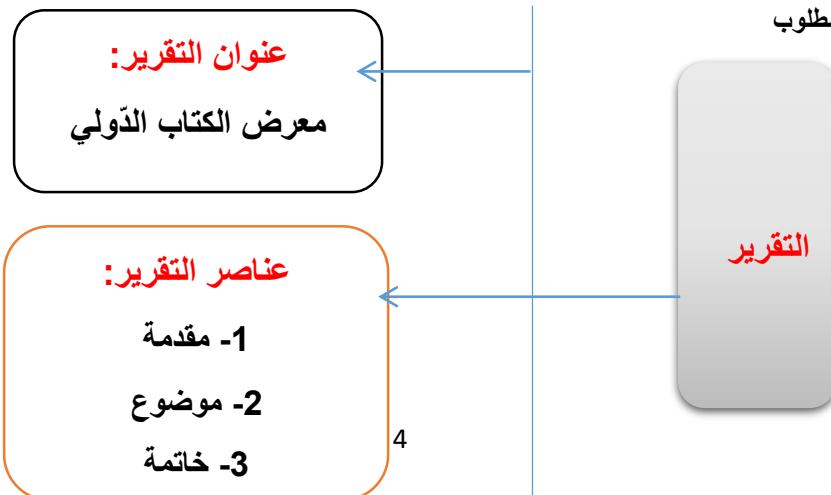 طلوب
عنوان التقرير:
معرض الكتاب الدّولي
التقرير
عناصر التقرير:
1- مقدمة
2- موضوع
3- خاتمة
4